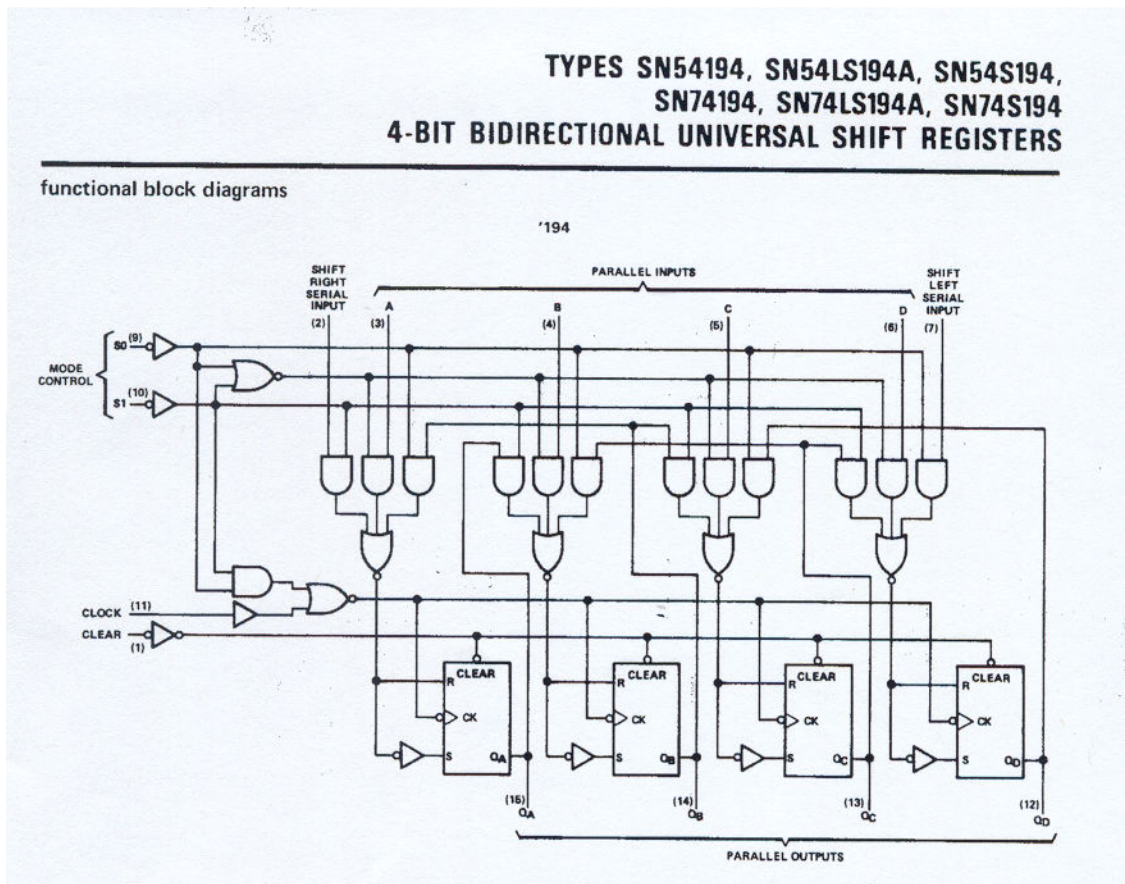 TYPES SN54194, SN54LS194A, SN54S194,
SN74194, SN74LS194A, SN74S194
4-BIT BIDIRECTIONAL UNIVERSAL SHIFT REGISTERS
functional block diagrams
'194
SHIFT
RIGHT
SERIAL
INPUT
(2)
PARALLEL INPUTS
A
(3)
B
(4)
C
(5)
D
(6)
SHIFT
LEFT
SERIAL
INPUT
(7)
MODE
CONTROL
S0 (9)
S1 (10)
CLOCK (11)
CLEAR
(1)
CLEAR
R
CK
S
QA
CLEAR
R
CK
S
QB
CLEAR
R
CK
S
QC
CLEAR
R
CK
S
QD
(15)
QA
(14)
QB
(13)
QC
(12)
QD
PARALLEL OUTPUTS